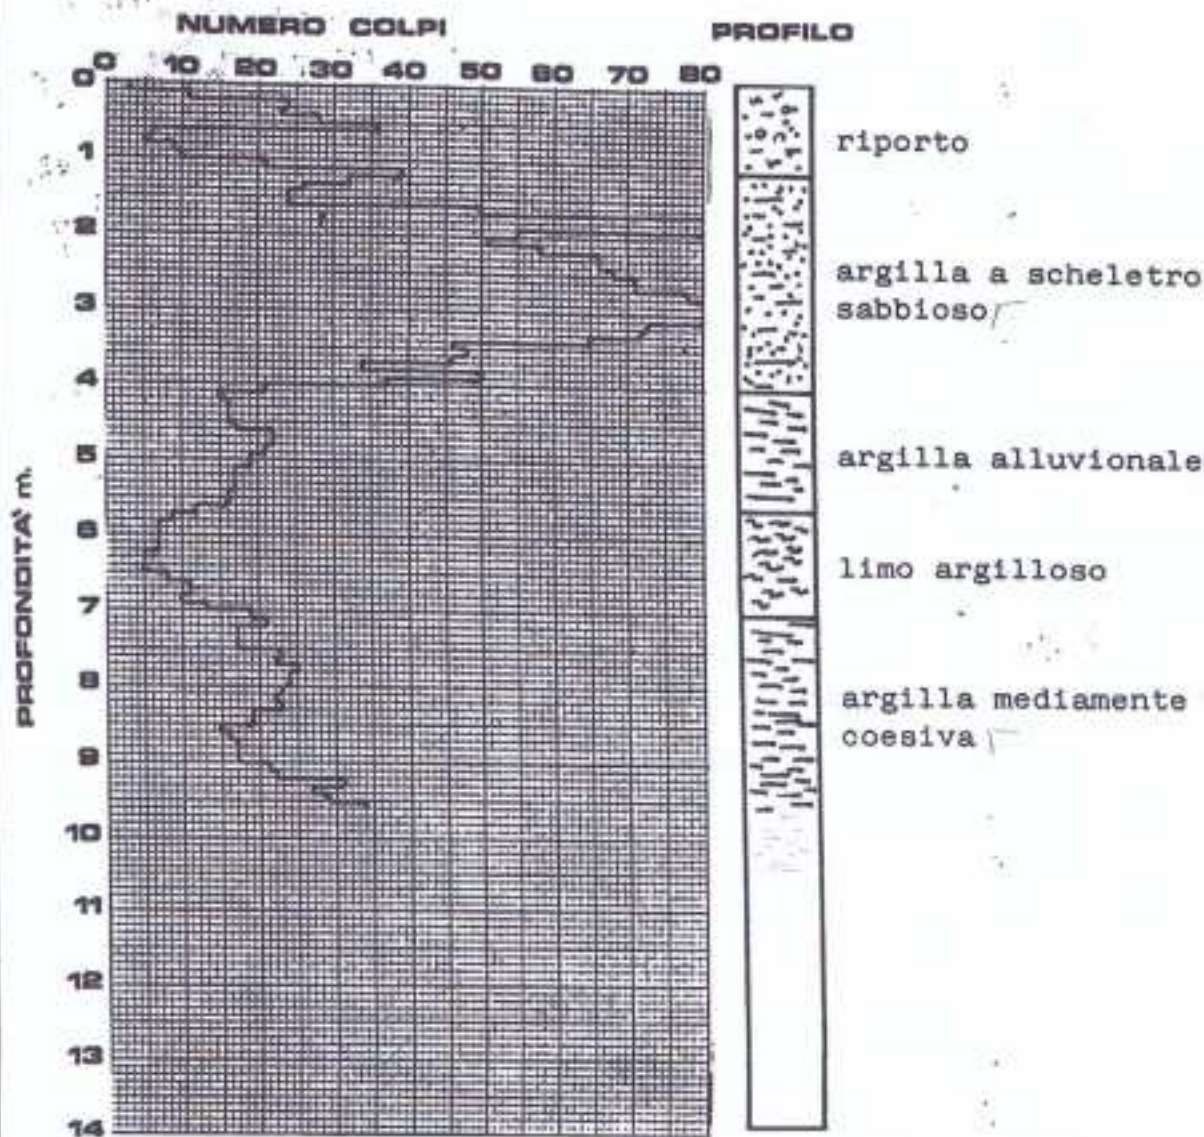 NUMERO COLPI
PROFILO
0 10 20 30 40 50 60 70 80
0
1
2
3
4
5
6
7
8
9
10
11
12
13
14
PROFONDITA' m.
riporto
argilla a scheletro
sabbioso
argilla alluvionale
limo argilloso
argilla mediamente
coesiva